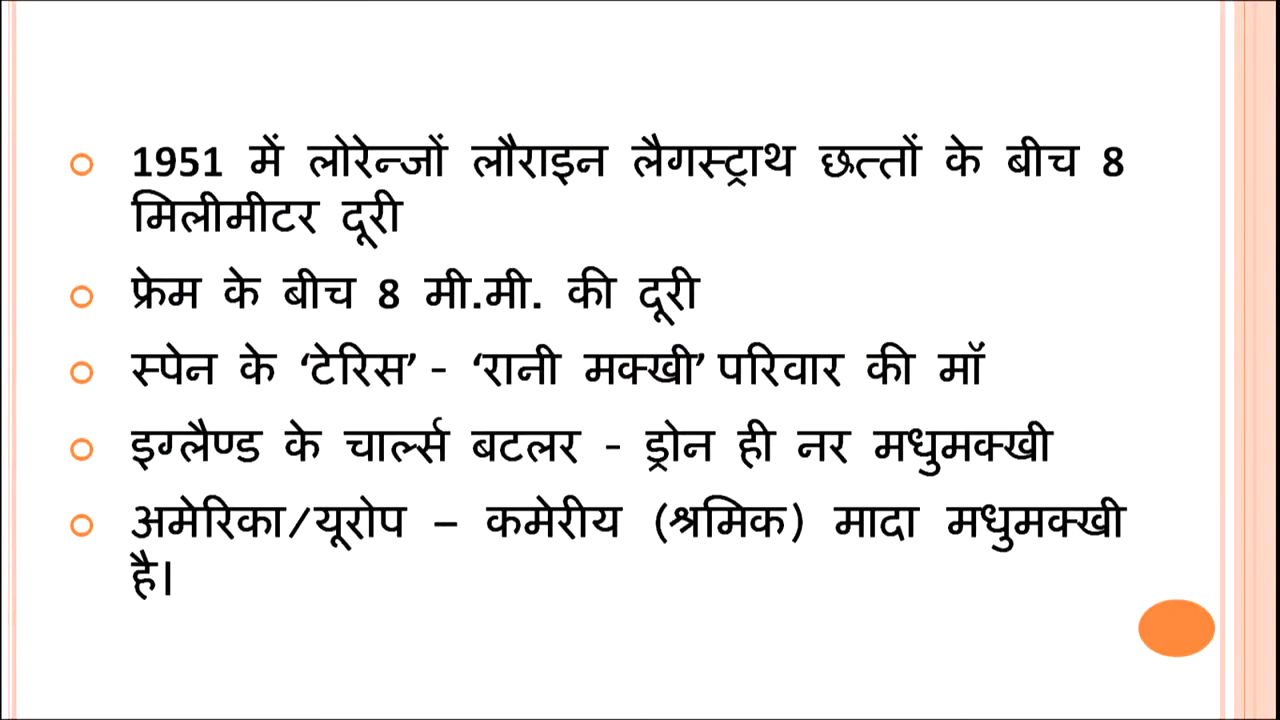 1951 में लोरेन्जों लौराइन लैगस्ट्राथ छत्तों के बीच 8
मिलीमीटर दूरी
फ्रेम के बीच 8 मी.मी. की दूरी
स्पेन के ‘टेरिस’ - ‘रानी मक्खी’ परिवार की मॉ
इग्लैण्ड के चार्ल्स बटलर - ड्रोन ही नर मधुमक्खी
अमेरिका/यूरोप – कमेरीय (श्रमिक) मादा मधुमक्खी
है।